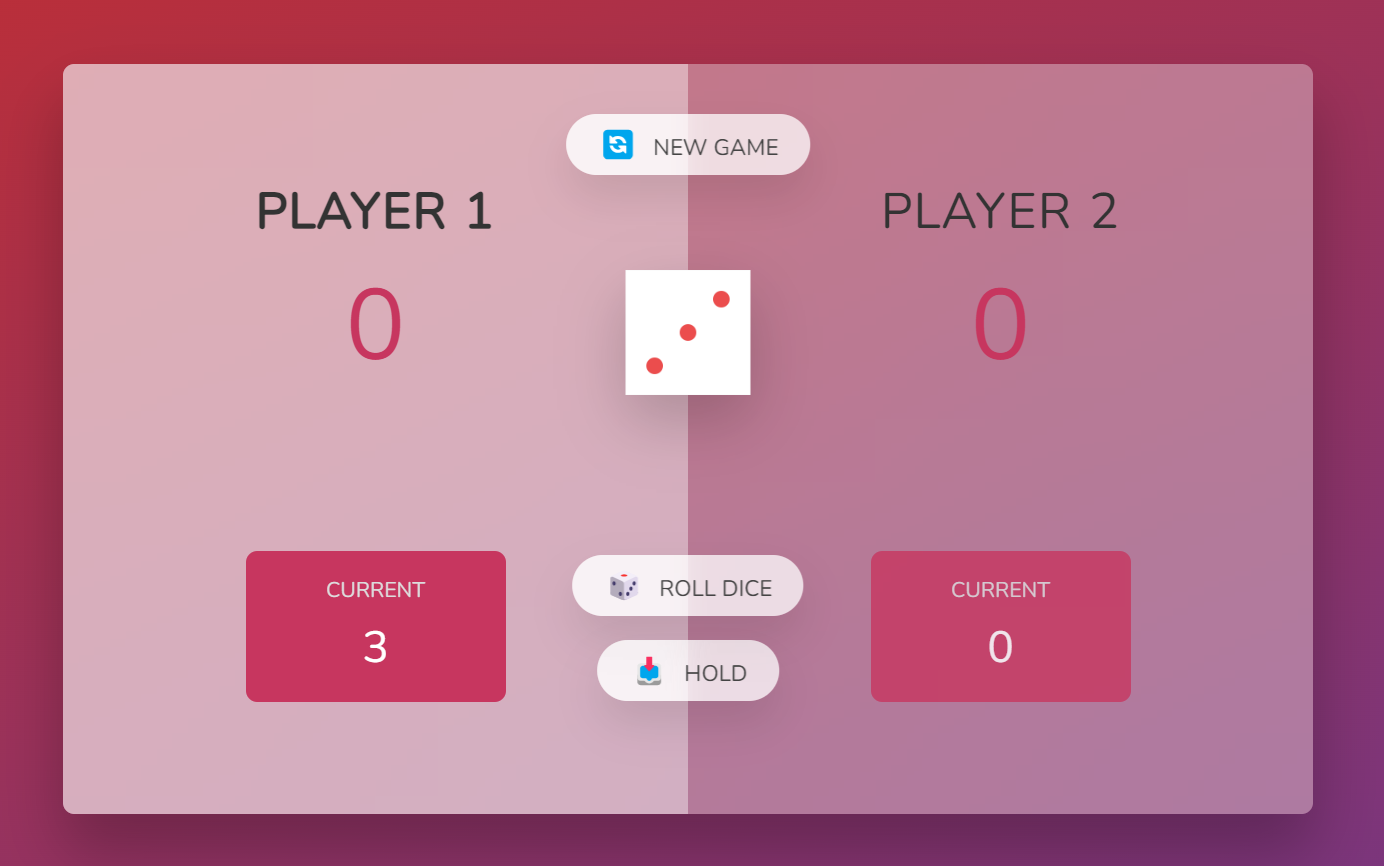 NEW GAME
PLAYER 1
PLAYER 2
0
0
CURRENT
3
ROLL DICE
HOLD
CURRENT
0